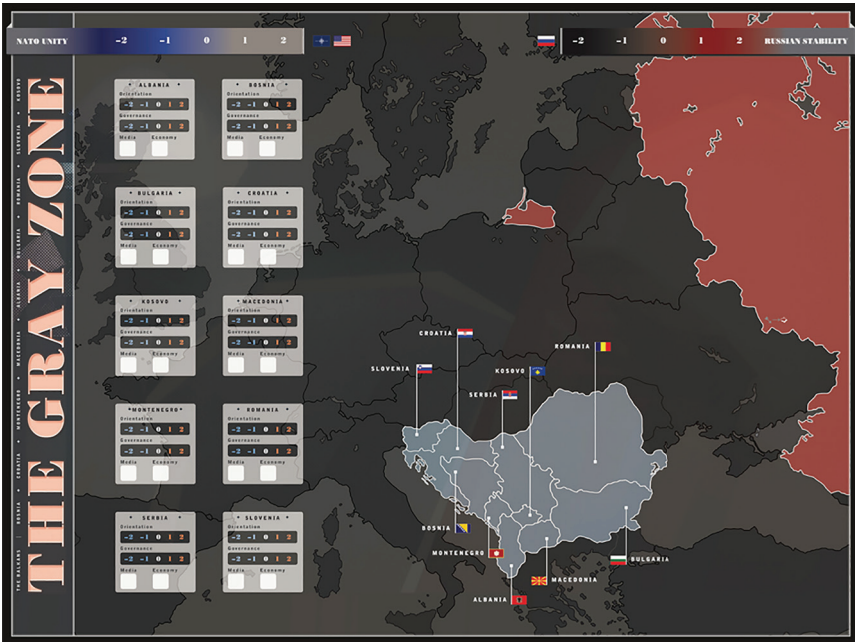 NATO UNITY -2 -1 0 1 2
-2 -1 0 1 2 RUSSIAN STABILITY
THE GRAY ZONE
THE BALKANS | BOSNIA CROATIA MONTENEGRO MACEDONIA ALBANIA BULGARIA ROMANIA SLOVENIA KOSOVO
ALBANIA
Orientation
-2 -1 0 1 2
Governance
-2 -1 0 1 2
Media Economy
BOSNIA
Orientation
-2 -1 0 1 2
Governance
-2 -1 0 1 2
Media Economy
BULGARIA
Orientation
-2 -1 0 1 2
Governance
-2 -1 0 1 2
Media Economy
CROATIA
Orientation
-2 -1 0 1 2
Governance
-2 -1 0 1 2
Media Economy
KOSOVO
Orientation
-2 -1 0 1 2
Governance
-2 -1 0 1 2
Media Economy
MACEDONIA
Orientation
-2 -1 0 1 2
Governance
-2 -1 0 1 2
Media Economy
MONTENEGRO
Orientation
-2 -1 0 1 2
Governance
-2 -1 0 1 2
Media Economy
ROMANIA
Orientation
-2 -1 0 1 2
Governance
-2 -1 0 1 2
Media Economy
SERBIA
Orientation
-2 -1 0 1 2
Governance
-2 -1 0 1 2
Media Economy
SLOVENIA
Orientation
-2 -1 0 1 2
Governance
-2 -1 0 1 2
Media Economy
CROATIA
ROMANIA
SLOVENIA
KOSOVO
SERBIA
BOSNIA
MONTENEGRO
BULGARIA
MACEDONIA
ALBANIA